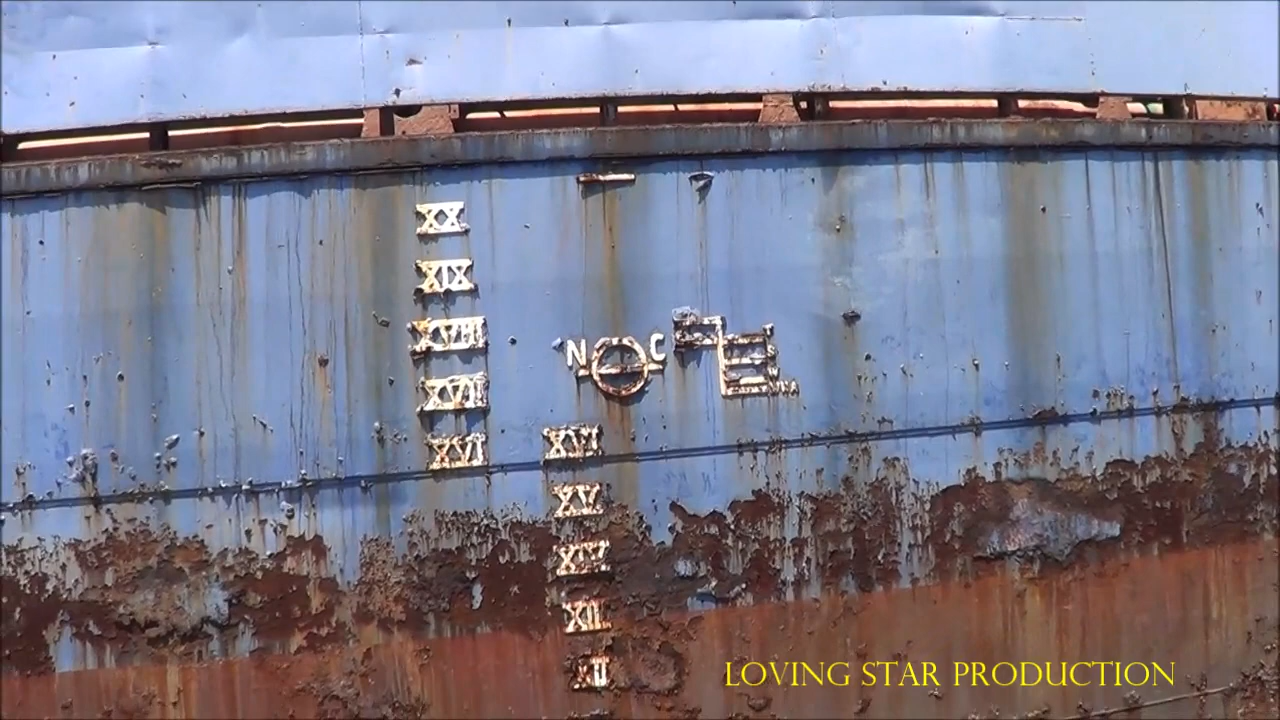 XX
XIX
XVIII
XVII
XVI
N C
XVI
XV
XIV
XIII
XII
LOVING STAR PRODUCTION